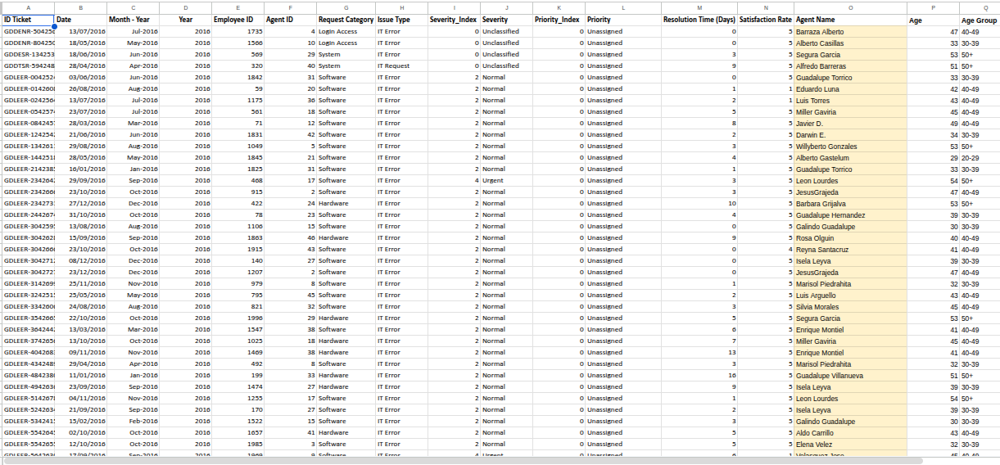 A B C D E F G H I J K L M N O P Q
ID Ticket Date Month - Year Year Employee ID Agent ID Request Category Issue Type Severity_Index Severity Priority_Index Priority Resolution Time (Days) Satisfaction Rate Agent Name Age Age Group
GDDENR-504256 13/07/2016 Jul-2016 2016 1735 4 Login Access IT Error 0 Unclassified 0 Unassigned 0 5 Barraza Alberto 47 40-49
GDDENR-804250 18/05/2016 May-2016 2016 1566 10 Login Access IT Error 0 Unclassified 0 Unassigned 0 5 Alberto Casillas 33 30-39
GDDESR-134253 18/06/2016 Jun-2016 2016 569 29 System IT Error 0 Unclassified 0 Unassigned 3 5 Segura Garcia 53 50+
GDDTSR-594248 28/04/2016 Apr-2016 2016 320 40 System IT Request 0 Unclassified 0 Unassigned 9 5 Alfredo Barreras 51 50+
GDLEER-004252 03/06/2016 Jun-2016 2016 1842 31 Software IT Error 2 Normal 0 Unassigned 0 5 Guadalupe Torrico 33 30-39
GDLEER-014260 26/08/2016 Aug-2016 2016 59 20 Software IT Error 2 Normal 0 Unassigned 1 1 Eduardo Luna 42 40-49
GDLEER-024256 13/07/2016 Jul-2016 2016 1175 36 Software IT Error 2 Normal 0 Unassigned 2 1 Luis Torres 43 40-49
GDLEER-054257 23/07/2016 Jul-2016 2016 561 18 Software IT Error 2 Normal 0 Unassigned 5 5 Miller Gaviria 45 40-49
GDLEER-084245 28/03/2016 Mar-2016 2016 71 12 Software IT Error 2 Normal 0 Unassigned 8 5 Javier D. 49 40-49
GDLEER-124254 21/06/2016 Jun-2016 2016 1831 42 Software IT Error 2 Normal 0 Unassigned 2 5 Darwin E. 34 30-39
GDLEER-134261 29/08/2016 Aug-2016 2016 1049 5 Software IT Error 2 Normal 0 Unassigned 3 5 Willyberto Gonzales 53 50+
GDLEER-144251 28/05/2016 May-2016 2016 1845 21 Software IT Error 2 Normal 0 Unassigned 4 5 Alberto Gastelum 29 20-29
GDLEER-214238 16/01/2016 Jan-2016 2016 1825 31 Software IT Error 2 Normal 0 Unassigned 1 5 Guadalupe Torrico 33 30-39
GDLEER-234264 29/09/2016 Sep-2016 2016 468 17 Software IT Error 4 Urgent 0 Unassigned 3 5 Leon Lourdes 54 50+
GDLEER-234266 23/10/2016 Oct-2016 2016 915 2 Software IT Error 2 Normal 0 Unassigned 3 5 JesusGrajeda 47 40-49
GDLEER-234273 27/12/2016 Dec-2016 2016 422 24 Hardware IT Error 2 Normal 0 Unassigned 10 5 Barbara Grijalva 53 50+
GDLEER-244267 31/10/2016 Oct-2016 2016 78 23 Software IT Error 2 Normal 0 Unassigned 4 5 Guadalupe Hernandez 39 30-39
GDLEER-304259 13/08/2016 Aug-2016 2016 1106 15 Software IT Error 2 Normal 0 Unassigned 0 5 Galindo Guadalupe 30 30-39
GDLEER-304262 15/09/2016 Sep-2016 2016 1863 46 Hardware IT Error 2 Normal 0 Unassigned 9 5 Rosa Olguin 40 40-49
GDLEER-304266 23/10/2016 Oct-2016 2016 1915 43 Software IT Error 2 Normal 0 Unassigned 0 4 Reyna Santacruz 41 40-49
GDLEER-304271 08/12/2016 Dec-2016 2016 140 27 Software IT Error 2 Normal 0 Unassigned 0 5 Isela Leyva 39 30-39
GDLEER-304272 23/12/2016 Dec-2016 2016 1207 2 Software IT Error 2 Normal 0 Unassigned 0 5 JesusGrajeda 47 40-49
GDLEER-314269 25/11/2016 Nov-2016 2016 979 8 Software IT Error 2 Normal 0 Unassigned 1 5 Marisol Piedrahita 32 30-39
GDLEER-324251 25/05/2016 May-2016 2016 795 45 Software IT Error 2 Normal 0 Unassigned 2 5 Luis Arguello 43 40-49
GDLEER-334260 24/08/2016 Aug-2016 2016 821 32 Software IT Error 2 Normal 0 Unassigned 3 5 Silvia Morales 45 40-49
GDLEER-354266 22/10/2016 Oct-2016 2016 1996 29 Hardware IT Error 2 Normal 0 Unassigned 5 5 Segura Garcia 53 50+
GDLEER-364244 13/03/2016 Mar-2016 2016 1547 38 Software IT Error 2 Normal 0 Unassigned 6 5 Enrique Montiel 41 40-49
GDLEER-374265 13/10/2016 Oct-2016 2016 1025 18 Hardware IT Error 2 Normal 0 Unassigned 7 5 Miller Gaviria 45 40-49
GDLEER-404268 09/11/2016 Nov-2016 2016 1469 38 Hardware IT Error 2 Normal 0 Unassigned 13 5 Enrique Montiel 41 40-49
GDLEER-434248 29/04/2016 Apr-2016 2016 492 8 Software IT Error 2 Normal 0 Unassigned 3 5 Marisol Piedrahita 32 30-39
GDLEER-484238 11/01/2016 Jan-2016 2016 199 33 Hardware IT Error 2 Normal 0 Unassigned 16 5 Guadalupe Villanueva 51 50+
GDLEER-494263 23/09/2016 Sep-2016 2016 1474 27 Hardware IT Error 2 Normal 0 Unassigned 9 5 Isela Leyva 39 30-39
GDLEER-514267 04/11/2016 Nov-2016 2016 1255 17 Software IT Error 2 Normal 0 Unassigned 1 5 Leon Lourdes 54 50+
GDLEER-524263 21/09/2016 Sep-2016 2016 170 27 Software IT Error 2 Normal 0 Unassigned 2 5 Isela Leyva 39 30-39
GDLEER-534241 15/02/2016 Feb-2016 2016 1522 15 Software IT Error 2 Normal 0 Unassigned 3 5 Galindo Guadalupe 30 30-39
GDLEER-554264 02/10/2016 Oct-2016 2016 1657 41 Hardware IT Error 2 Normal 0 Unassigned 5 5 Aldo Carrillo 43 40-49
GDLEER-554265 12/10/2016 Oct-2016 2016 1985 3 Software IT Error 2 Normal 0 Unassigned 5 5 Elena Velez 32 30-39
GDLEER-564263 17/09/2016 Sep-2016 2016 1969 9 Software IT Error 4 Urgent 0 Unassigned 6 1 Velasquez Jose 45 40-49